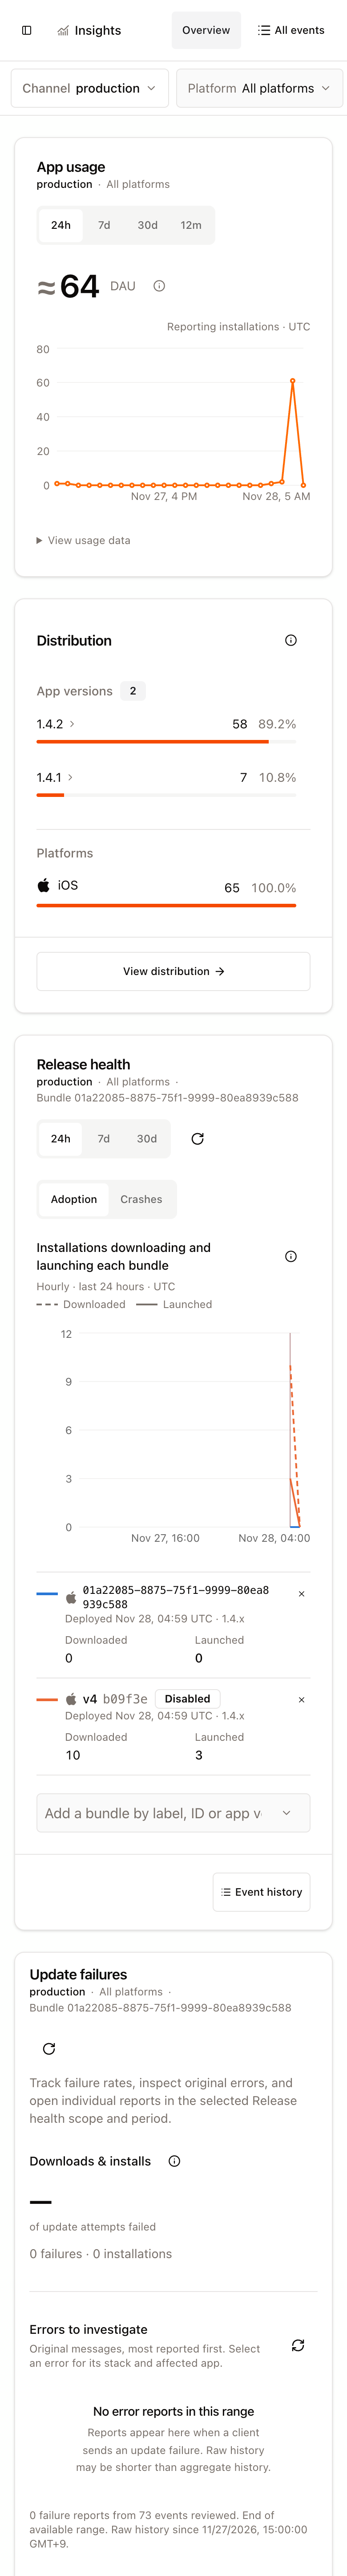 Insights
Overview
All events
Channel production
Platform All platforms
App usage
production · All platforms
24h 7d 30d 12m
≈64 DAU
Reporting installations · UTC
80
60
40
20
0
Nov 27, 4 PM Nov 28, 5 AM
View usage data
Distribution
App versions 2
1.4.2 58 89.2%
1.4.1 7 10.8%
Platforms
iOS 65 100.0%
View distribution →
Release health
production · All platforms ·
Bundle 01a22085-8875-75f1-9999-80ea8939c588
24h 7d 30d
Adoption Crashes
Installations downloading and
launching each bundle
Hourly · last 24 hours · UTC
Downloaded Launched
12
9
6
3
0
Nov 27, 16:00 Nov 28, 04:00
01a22085-8875-75f1-9999-80ea8
939c588
Deployed Nov 28, 04:59 UTC · 1.4.x
Downloaded Launched
0 0
v4 b09f3e Disabled
Deployed Nov 28, 04:59 UTC · 1.4.x
Downloaded Launched
10 3
Add a bundle by label, ID or app v
Event history
Update failures
production · All platforms ·
Bundle 01a22085-8875-75f1-9999-80ea8939c588
Track failure rates, inspect original errors, and
open individual reports in the selected Release
health scope and period.
Downloads & installs
—
of update attempts failed
0 failures · 0 installations
Errors to investigate
Original messages, most reported first. Select
an error for its stack and affected app.
No error reports in this range
Reports appear here when a client
sends an update failure. Raw history
may be shorter than aggregate history.
0 failure reports from 73 events reviewed. End of
available range. Raw history since 11/27/2026, 15:00:00
GMT+9.